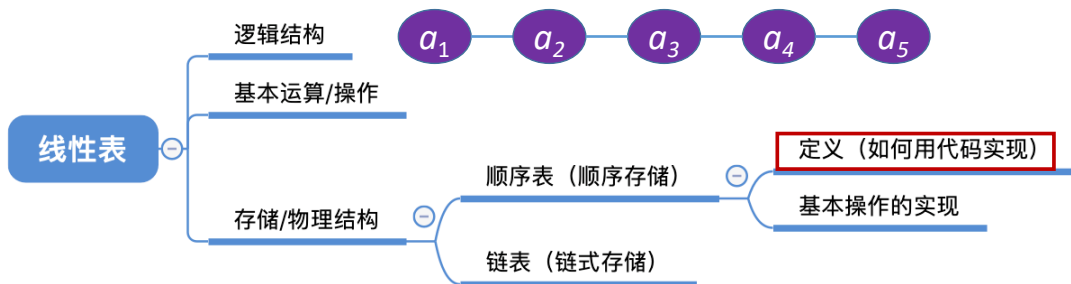 逻辑结构
a1 a2 a3 a4 a5
基本运算/操作
线性表
定义（如何用代码实现）
顺序表（顺序存储）
基本操作的实现
存储/物理结构
链表（链式存储）